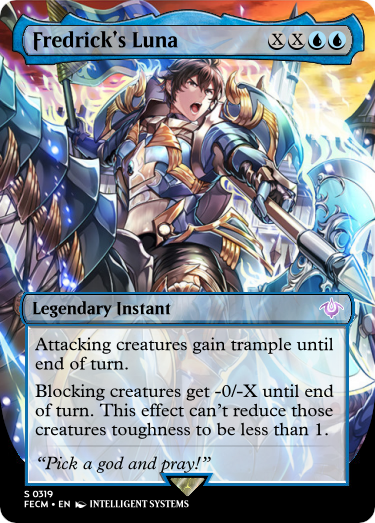 Fredrick's Luna XXUU
Legendary Instant
Attacking creatures gain trample until
end of turn.
Blocking creatures get -0/-X until end
of turn. This effect can't reduce those
creatures toughness to be less than 1.
“Pick a god and pray!”
S 0319
FECM • EN INTELLIGENT SYSTEMS